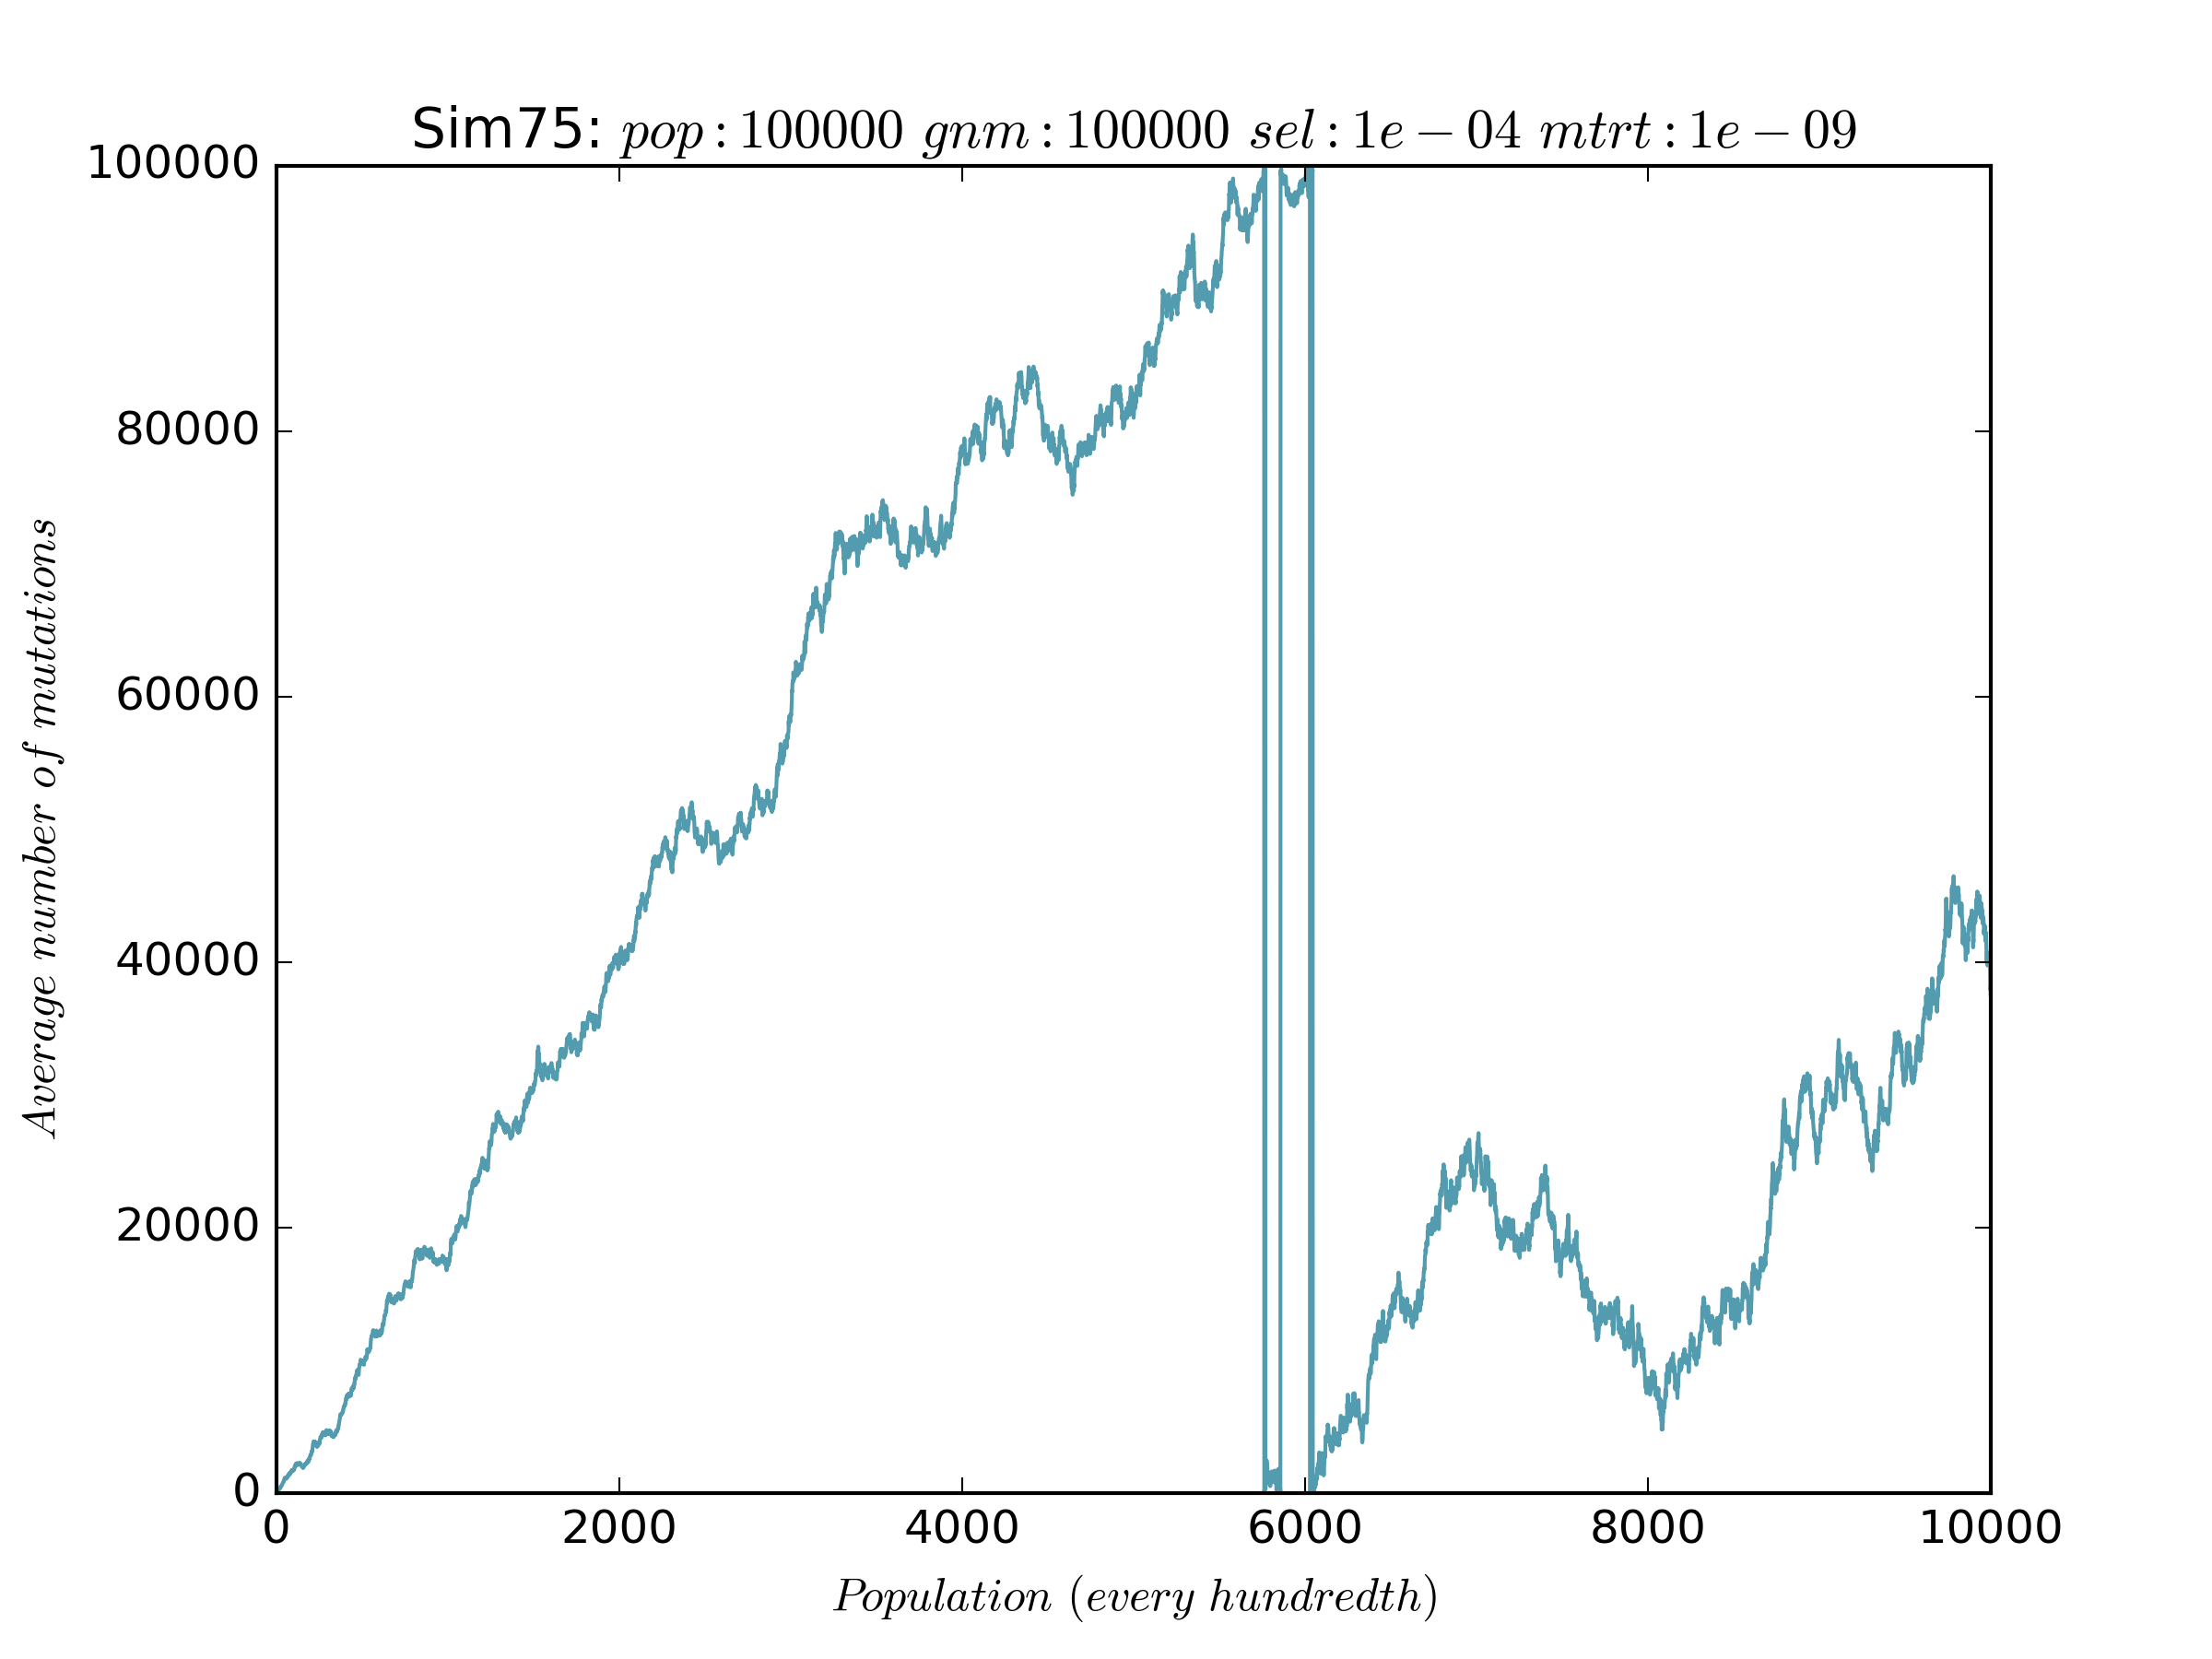 Sim75: pop : 100000 gnm : 100000 sel : 1e − 04 mtrt : 1e − 09
100000
80000
60000
40000
20000
0
Average number of mutations
0 2000 4000 6000 8000 10000
Population (every hundredth)